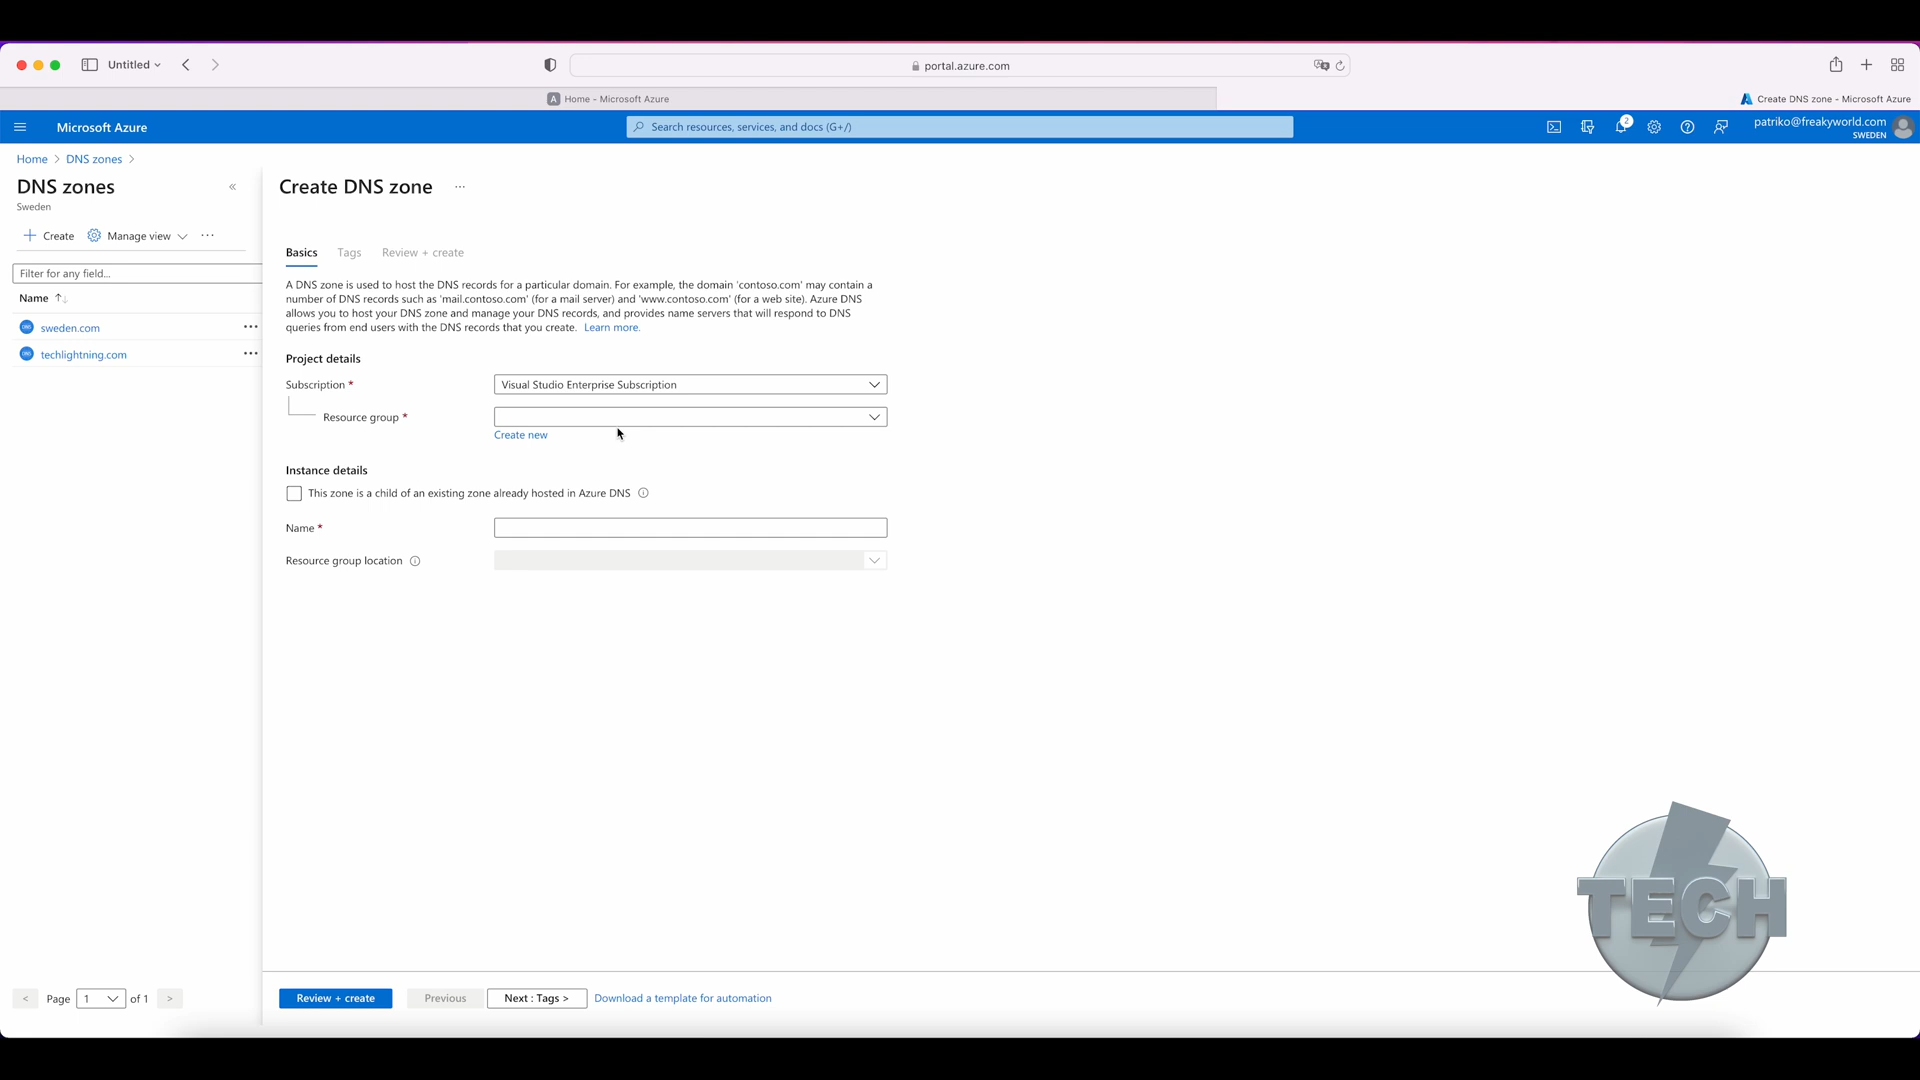 Untitled
portal.azure.com
A Home – Microsoft Azure
Create DNS zone – Microsoft Azure
Microsoft Azure
Search resources, services, and docs (G+/)
2
patriko@freakyworld.com
SWEDEN
Home > DNS zones >
DNS zones
Sweden
«
Create DNS zone ...
+ Create
Manage view
...
Filter for any field...
Name ↑↓
DNS sweden.com ...
DNS techlightning.com ...
Basics Tags Review + create
A DNS zone is used to host the DNS records for a particular domain. For example, the domain 'contoso.com' may contain a
number of DNS records such as 'mail.contoso.com' (for a mail server) and 'www.contoso.com' (for a web site). Azure DNS
allows you to host your DNS zone and manage your DNS records, and provides name servers that will respond to DNS
queries from end users with the DNS records that you create. Learn more.
Project details
Subscription * Visual Studio Enterprise Subscription
Resource group *
Create new
Instance details
This zone is a child of an existing zone already hosted in Azure DNS
Name *
Resource group location
TECH
< Page 1 of 1 >
Review + create Previous Next : Tags > Download a template for automation